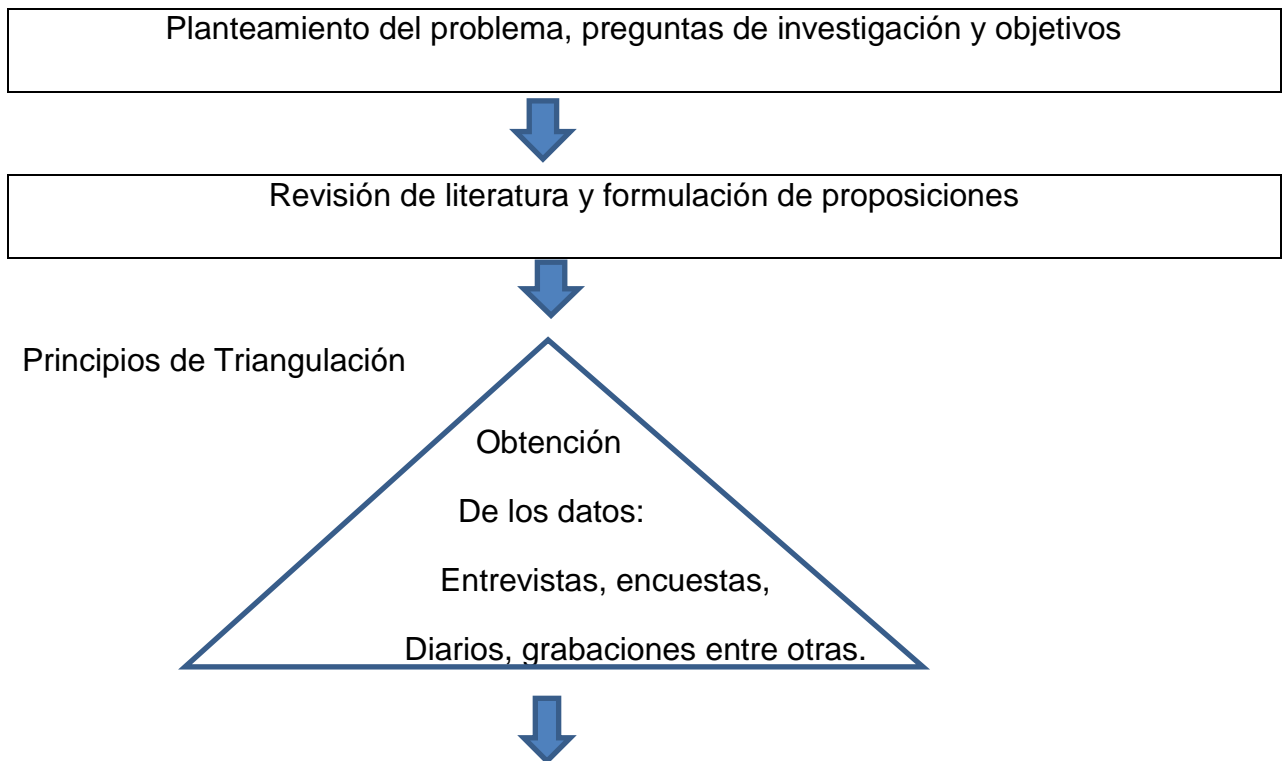 Planteamiento del problema, preguntas de investigación y objetivos
Revisión de literatura y formulación de proposiciones
Principios de Triangulación
Obtención
De los datos:
Entrevistas, encuestas,
Diarios, grabaciones entre otras.